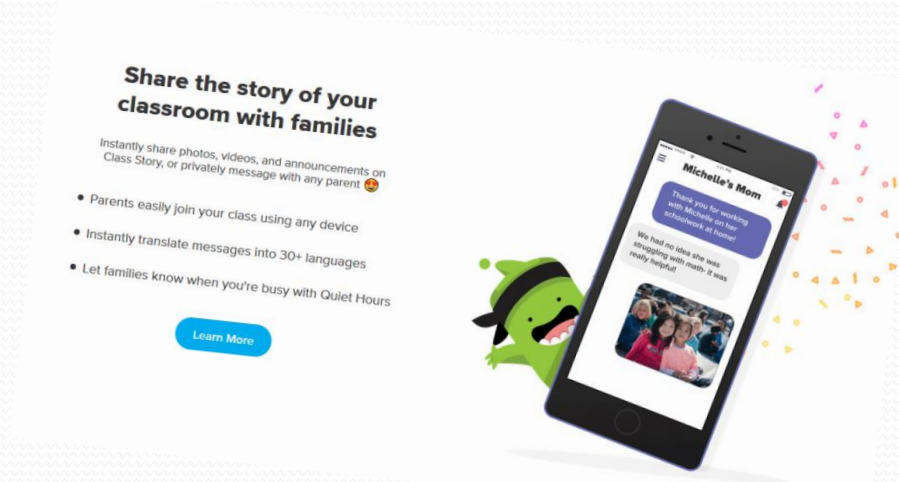 Share the story of your
classroom with families
Instantly share photos, videos, and announcements on
Class Story, or privately message with any parent 😍
• Parents easily join your class using any device
• Instantly translate messages into 30+ languages
• Let families know when you're busy with Quiet Hours
Learn More
Michelle's Mom
Thank you for working
with Michelle on her
schoolwork at home!
We had no idea she was
struggling with math- it was
really helpful!